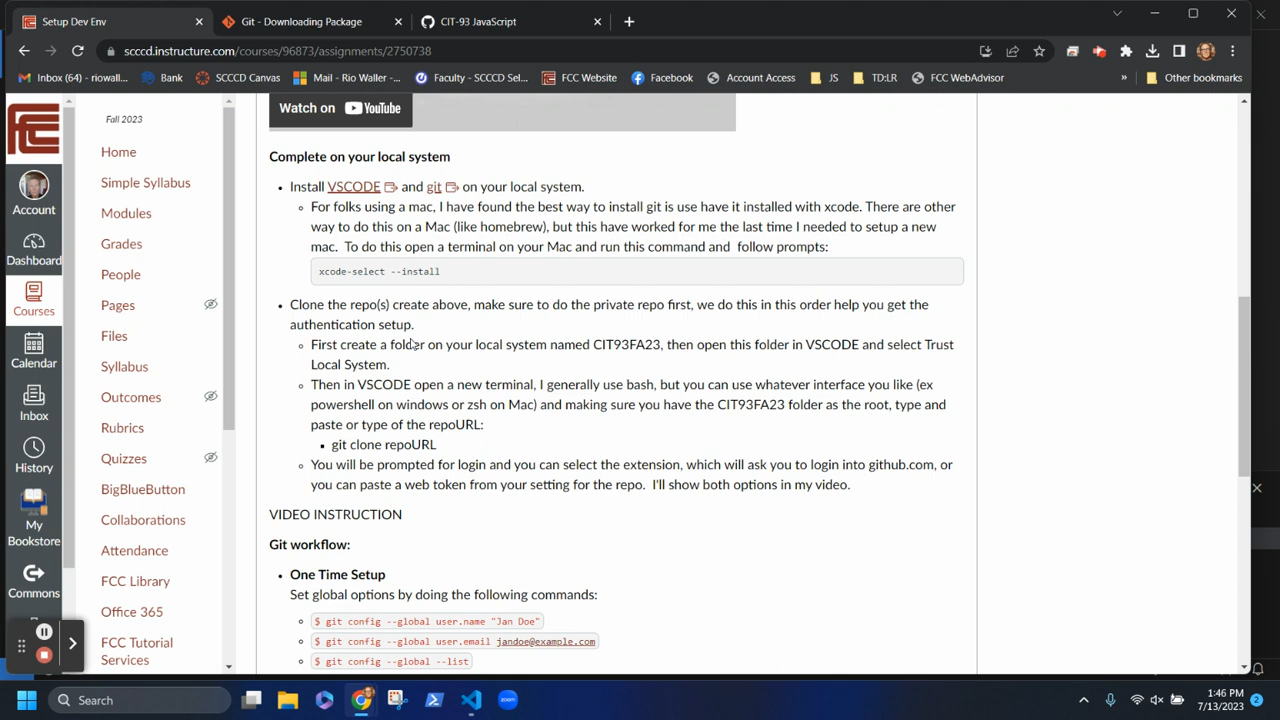 Setup Dev Env
Git - Downloading Package
CIT-93 JavaScript
scccd.instructure.com/courses/96873/assignments/2750738
Inbox (64) - riowall...
Bank
SCCCD Canvas
Mail - Rio Waller - ...
Faculty - SCCCD Sel...
FCC Website
Facebook
Account Access
JS
TD:LR
FCC WebAdvisor
»
Other bookmarks
FCC
Account
Dashboard
Courses
Calendar
Inbox
History
My
Bookstore
Commons
Fall 2023
Home
Simple Syllabus
Modules
Grades
People
Pages
Files
Syllabus
Outcomes
Rubrics
Quizzes
BigBlueButton
Collaborations
Attendance
FCC Library
Office 365
FCC Tutorial
Services
Watch on YouTube
Complete on your local system
Install VSCODE and git on your local system.
For folks using a mac, I have found the best way to install git is use have it installed with xcode. There are other
way to do this on a Mac (like homebrew), but this have worked for me the last time I needed to setup a new
mac. To do this open a terminal on your Mac and run this command and follow prompts:
xcode-select --install
Clone the repo(s) create above, make sure to do the private repo first, we do this in this order help you get the
authentication setup.
First create a folder on your local system named CIT93FA23, then open this folder in VSCODE and select Trust
Local System.
Then in VSCODE open a new terminal, I generally use bash, but you can use whatever interface you like (ex
powershell on windows or zsh on Mac) and making sure you have the CIT93FA23 folder as the root, type and
paste or type of the repoURL:
git clone repoURL
You will be prompted for login and you can select the extension, which will ask you to login into github.com, or
you can paste a web token from your setting for the repo. I'll show both options in my video.
VIDEO INSTRUCTION
Git workflow:
One Time Setup
Set global options by doing the following commands:
$ git config --global user.name "Jan Doe"
$ git config --global user.email jandoe@example.com
$ git config --global --list
Search
zoom
1:46 PM
7/13/2023
2